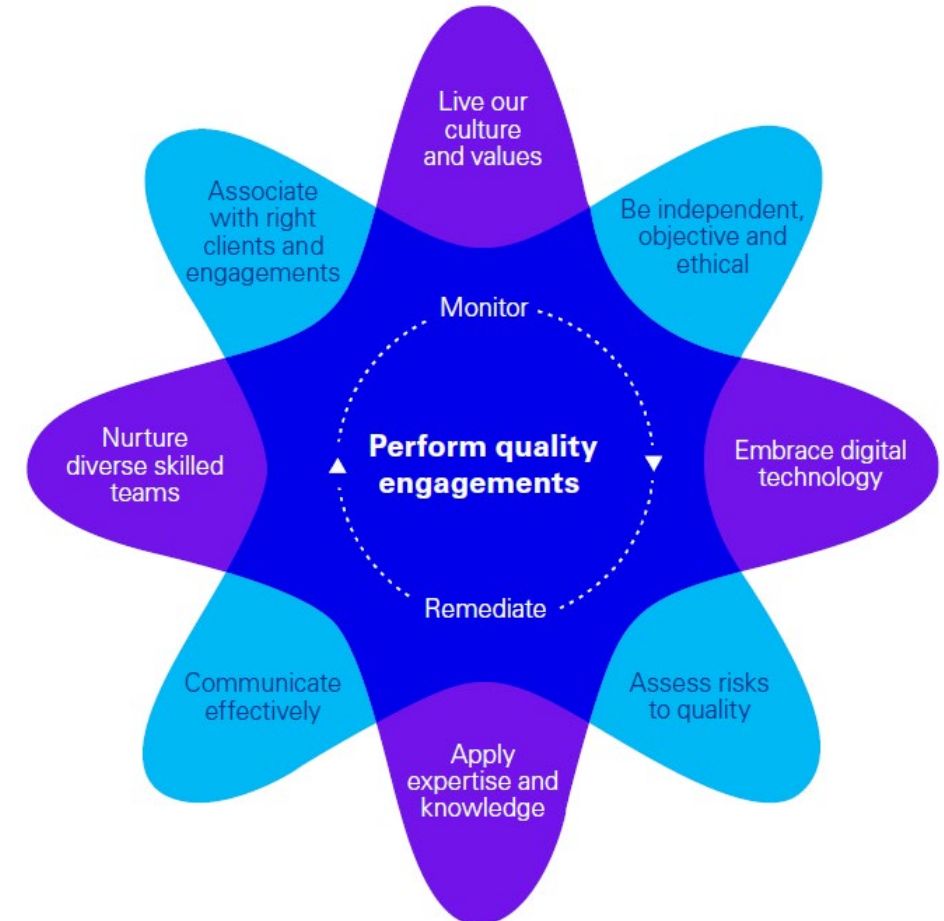 Live our
culture
and values
Be independent,
objective and
ethical
Embrace digital
technology
Assess risks
to quality
Apply
expertise and
knowledge
Communicate
effectively
Nurture
diverse skilled
teams
Associate
with right
clients and
engagements
Monitor
Perform quality
engagements
Remediate